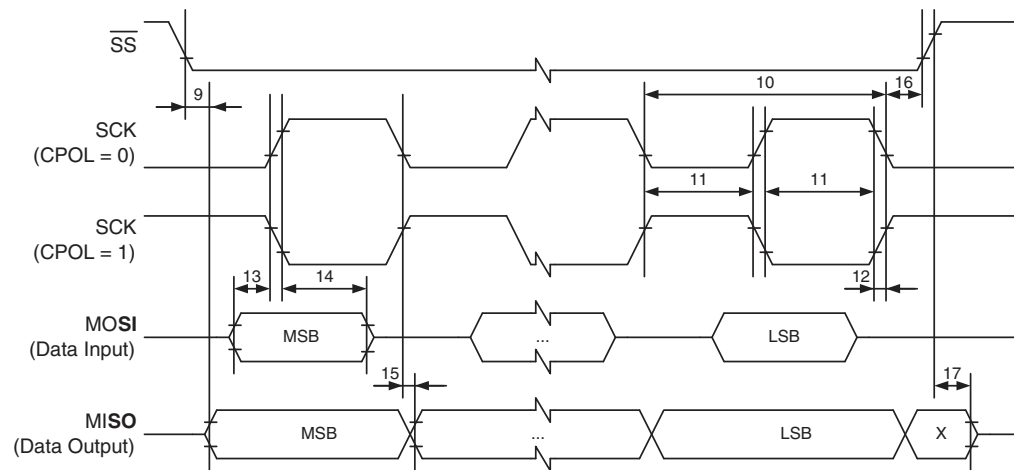 SS
10
16
9
SCK
(CPOL = 0)
11
11
SCK
(CPOL = 1)
13
14
12
MOSI
(Data Input)
MSB
...
LSB
15
17
MISO
(Data Output)
MSB
...
LSB
X